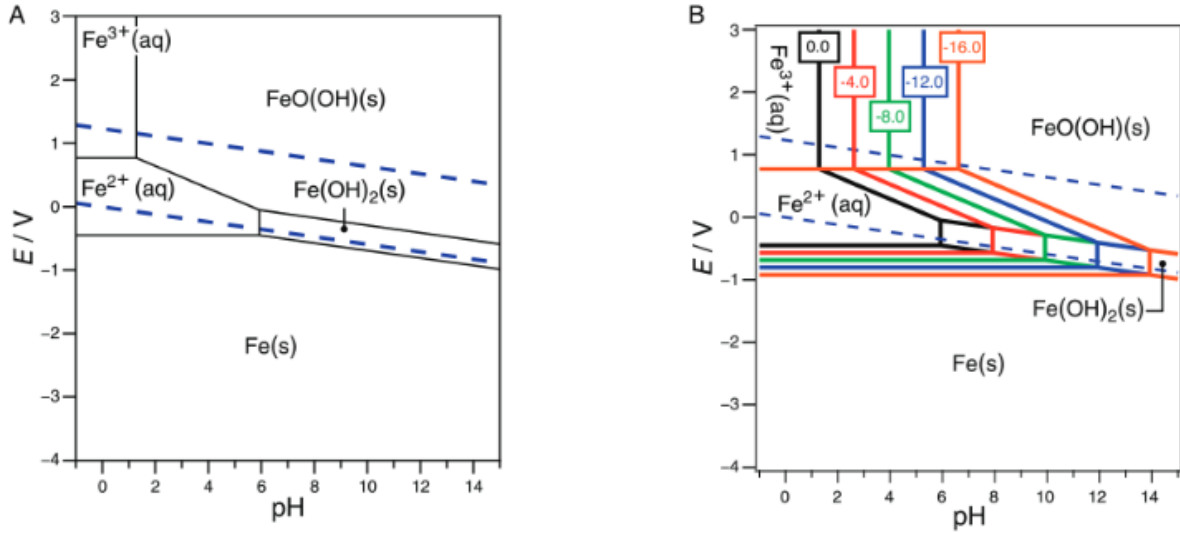 A
3
2
1
0
−1
−2
−3
−4
E / V
0
2
4
6
8
10
12
14
pH
Fe³⁺(aq)
FeO(OH)(s)
Fe²⁺ (aq)
Fe(OH)₂(s)
Fe(s)
B
3
2
1
0
−1
−2
−3
−4
E / V
0
2
4
6
8
10
12
14
pH
Fe³⁺(aq)
0.0
-4.0
-8.0
-12.0
-16.0
FeO(OH)(s)
Fe²⁺ (aq)
Fe(OH)₂(s)
Fe(s)